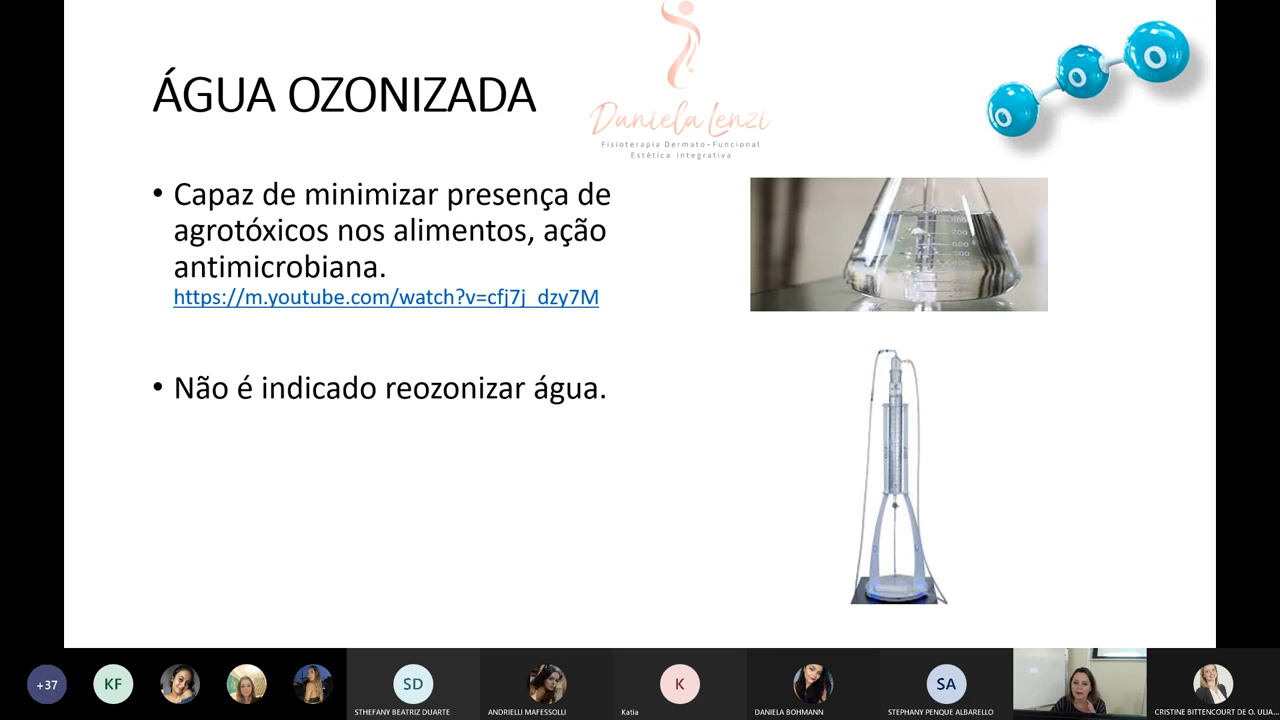 ÁGUA OZONIZADA
Daniela Lenzi
Fisioterapia Dermato-Funcional
Estética Integrativa
O O O
• Capaz de minimizar presença de
agrotóxicos nos alimentos, ação
antimicrobiana.
https://m.youtube.com/watch?v=cfj7j_dzy7M
• Não é indicado reozonizar água.
+37
KF
SD
STHEFANY BEATRIZ DUARTE
ANDRIELLI MAFESSOLLI
K
Katia
DANIELA BOHMANN
SA
STEPHANY PENQUE ALBARELLO
CRISTINE BITTENCOURT DE O. ULIA...